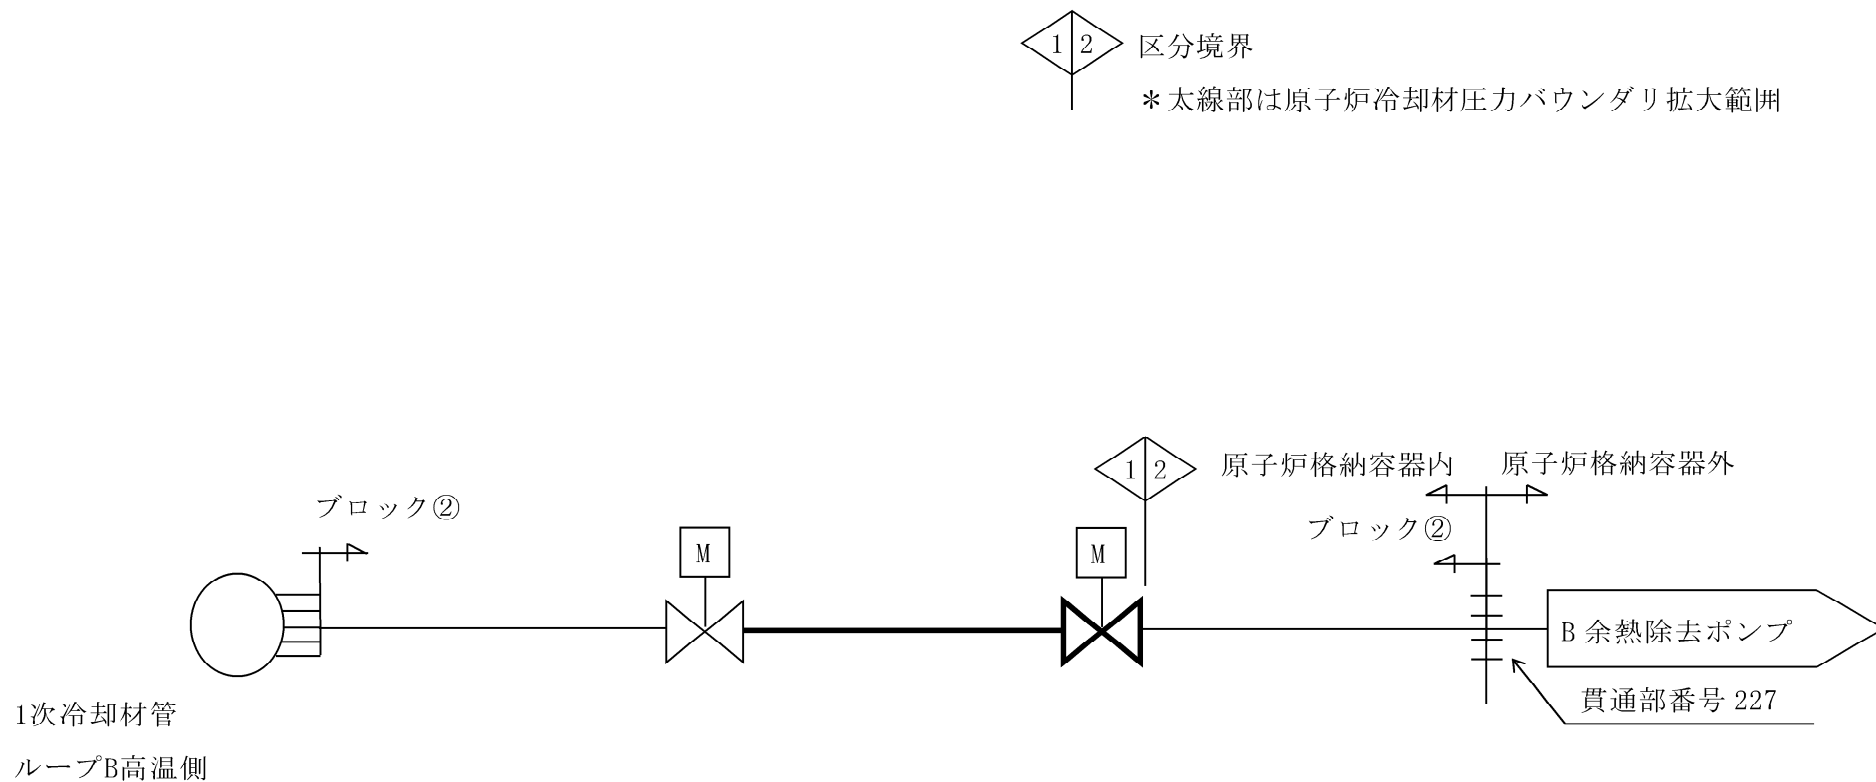 1 2 区分境界
＊太線部は原子炉冷却材圧力バウンダリ拡大範囲
1 2 原子炉格納容器内 原子炉格納容器外
ブロック②
ブロック②
M
M
B 余熱除去ポンプ
貫通部番号 227
1次冷却材管
ループB高温側